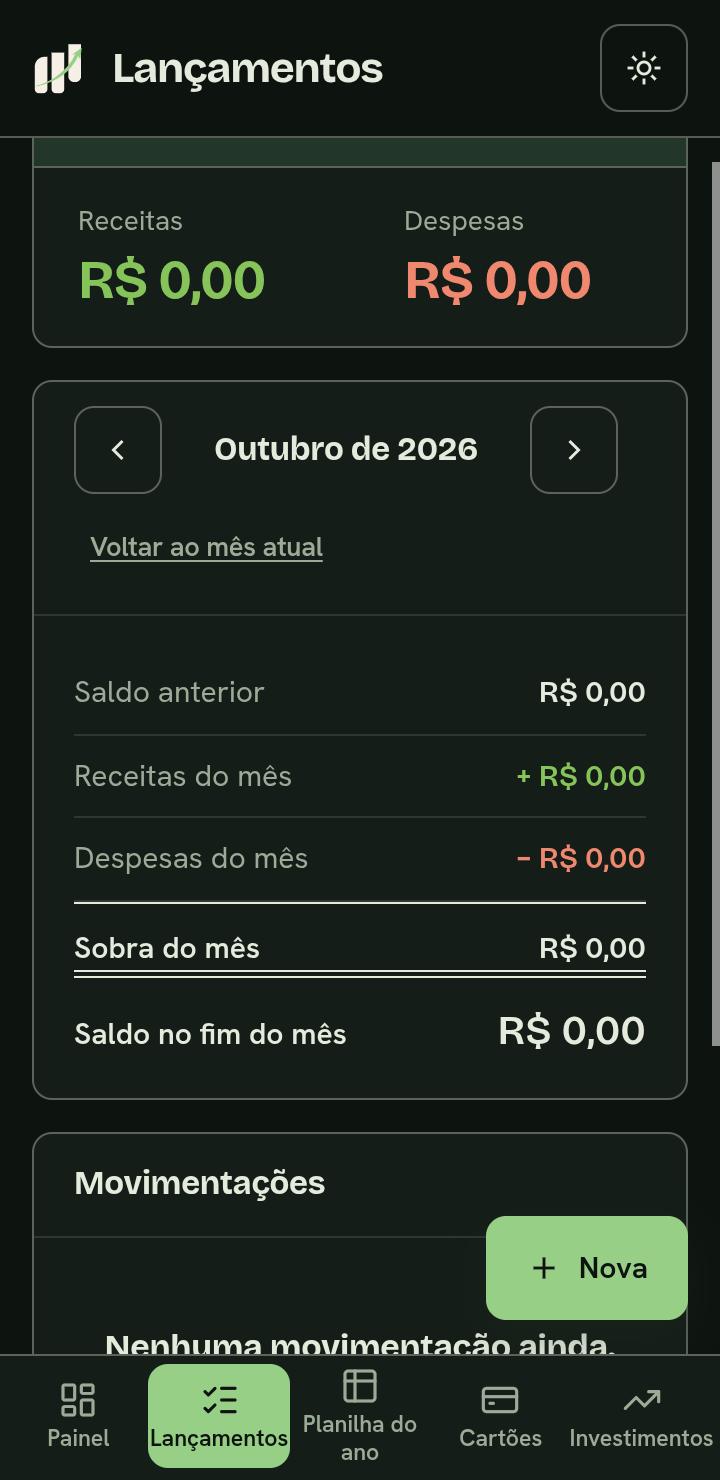 Lançamentos
Receitas
Despesas
R$ 0,00
R$ 0,00
Outubro de 2026
Voltar ao mês atual
Saldo anterior
R$ 0,00
Receitas do mês
+ R$ 0,00
Despesas do mês
− R$ 0,00
Sobra do mês
R$ 0,00
Saldo no fim do mês
R$ 0,00
Movimentações
+ Nova
Nenhuma movimentação ainda.
Painel
Lançamentos
Planilha do
ano
Cartões
Investimentos